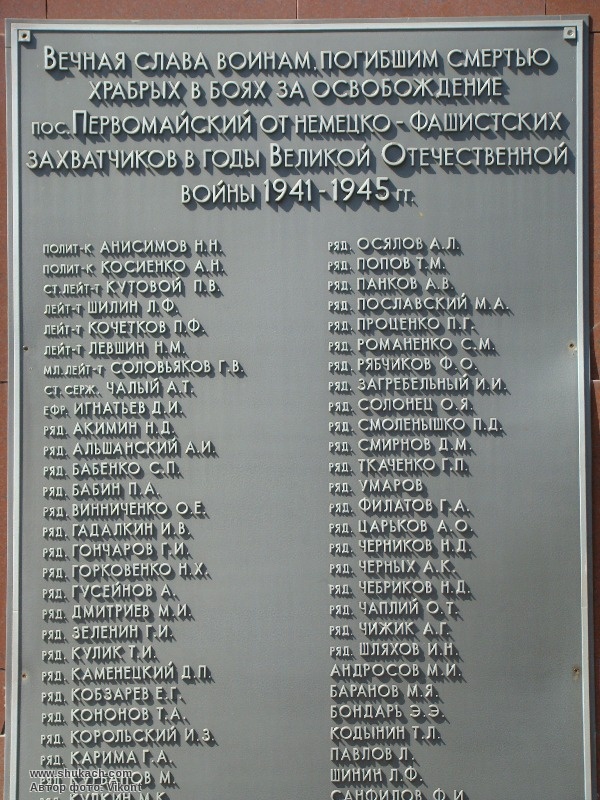 Вечная слава воинам, погибшим смертью
храбрых в боях за освобождение
пос. Первомайский от немецко-фашистских
захватчиков в годы Великой Отечественной
войны 1941-1945 гг.
полит-к Анисимов Н.Н.
полит-к Косиенко А.Н.
ст.лейт-т Кутовой П.В.
лейт-т Шилин Л.Ф.
лейт-т Кочетков П.Ф.
лейт-т Левшин Н.М.
мл.лейт-т Соловьяков Г.В.
ст. серж. Чалый А.Т.
ефр. Игнатьев Д.И.
ряд. Акимин Н.Д.
ряд. Альшанский А.И.
ряд. Бабенко С.П.
ряд. Бабин П.А.
ряд. Винниченко О.Е.
ряд. Гадалкин И.В.
ряд. Гончаров Г.И.
ряд. Горковенко Н.Х.
ряд. Гусейнов А.
ряд. Дмитриев М.И.
ряд. Зеленин Г.И.
ряд. Кулик Т.И.
ряд. Каменецкий Д.П.
ряд. Кобзарев Е.Г.
ряд. Кононов Т.А.
ряд. Корольский И.З.
ряд. Карима Г.А.
ряд. Курбанов М.
ряд. Кулкин М.К.
ряд. Осялов А.Л.
ряд. Попов Т.М.
ряд. Панков А.В.
ряд. Пославский М.А.
ряд. Проценко П.Г.
ряд. Романенко С.М.
ряд. Рябчиков Ф.О.
ряд. Загребельный И.И.
ряд. Солонец О.Я.
ряд. Смоленышко П.Д.
ряд. Смирнов Д.М.
ряд. Ткаченко Г.П.
ряд. Умаров
ряд. Филатов Г.А.
ряд. Царьков А.О.
ряд. Черников Н.Д.
ряд. Черных А.К.
ряд. Чебриков Н.Д.
ряд. Чаплий О.Т.
ряд. Чижик А.Г.
ряд. Шляхов И.Н.
Андросов М.И.
Баранов М.Я.
Бондарь Э.Э.
Кодынин Т.Л.
Павлов Л.
Шинин Л.Ф.
Санфилов Ф.И.
www.shukach.com
Автор фото: Vikont